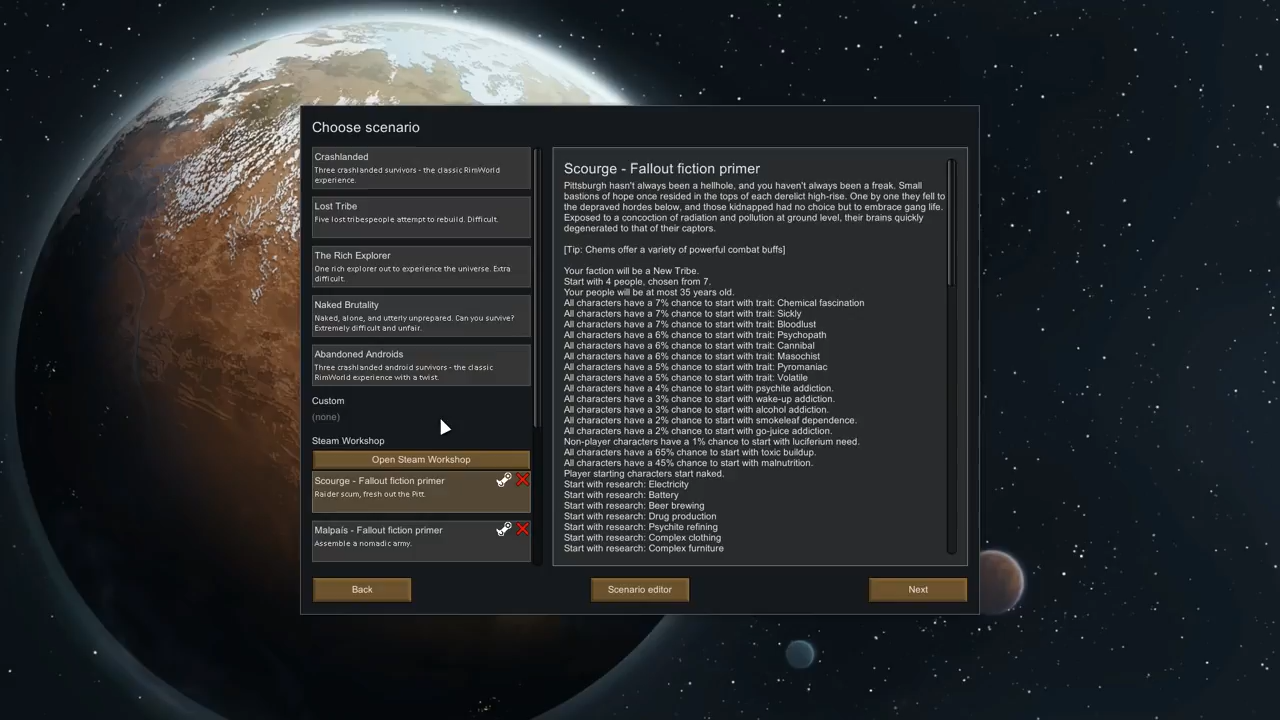 Choose scenario
Crashlanded
Three crashlanded survivors - the classic RimWorld
experience.
Lost Tribe
Five lost tribespeople attempt to rebuild. Difficult.
The Rich Explorer
One rich explorer out to experience the universe. Extra
difficult.
Naked Brutality
Naked, alone, and utterly unprepared. Can you survive?
Extremely difficult and unfair.
Abandoned Androids
Three crashlanded android survivors - the classic
RimWorld experience with a twist.
Custom
(none)
Steam Workshop
Open Steam Workshop
Scourge - Fallout fiction primer
Raider scum, fresh out the Pitt.
Malpaís - Fallout fiction primer
Assemble a nomadic army.
Scourge - Fallout fiction primer
Pittsburgh hasn't always been a hellhole, and you haven't always been a freak. Small
bastions of hope once resided in the tops of each derelict high-rise. One by one they fell to
the depraved hordes below, and those kidnapped had no choice but to embrace gang life.
Exposed to a concoction of radiation and pollution at ground level, their brains quickly
degenerated to that of their captors.
[Tip: Chems offer a variety of powerful combat buffs]
Your faction will be a New Tribe.
Start with 4 people, chosen from 7.
Your people will be at most 35 years old.
All characters have a 7% chance to start with trait: Chemical fascination
All characters have a 7% chance to start with trait: Sickly
All characters have a 7% chance to start with trait: Bloodlust
All characters have a 6% chance to start with trait: Psychopath
All characters have a 6% chance to start with trait: Cannibal
All characters have a 6% chance to start with trait: Masochist
All characters have a 5% chance to start with trait: Pyromaniac
All characters have a 5% chance to start with trait: Volatile
All characters have a 4% chance to start with psychite addiction.
All characters have a 3% chance to start with wake-up addiction.
All characters have a 3% chance to start with alcohol addiction.
All characters have a 2% chance to start with smokeleaf dependence.
All characters have a 2% chance to start with go-juice addiction.
Non-player characters have a 1% chance to start with luciferium need.
All characters have a 65% chance to start with toxic buildup.
All characters have a 45% chance to start with malnutrition.
Player starting characters start naked.
Start with research: Electricity
Start with research: Battery
Start with research: Beer brewing
Start with research: Drug production
Start with research: Psychite refining
Start with research: Complex clothing
Start with research: Complex furniture
Back
Scenario editor
Next